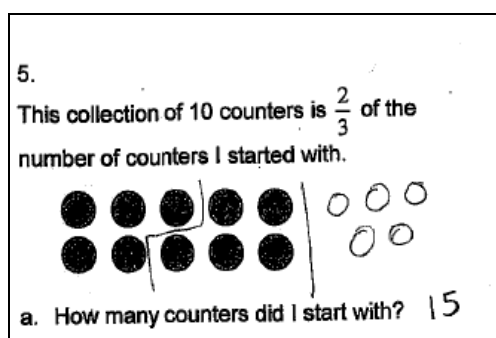 5.
This collection of 10 counters is 2/3 of the
number of counters I started with.
a. How many counters did I start with? 15